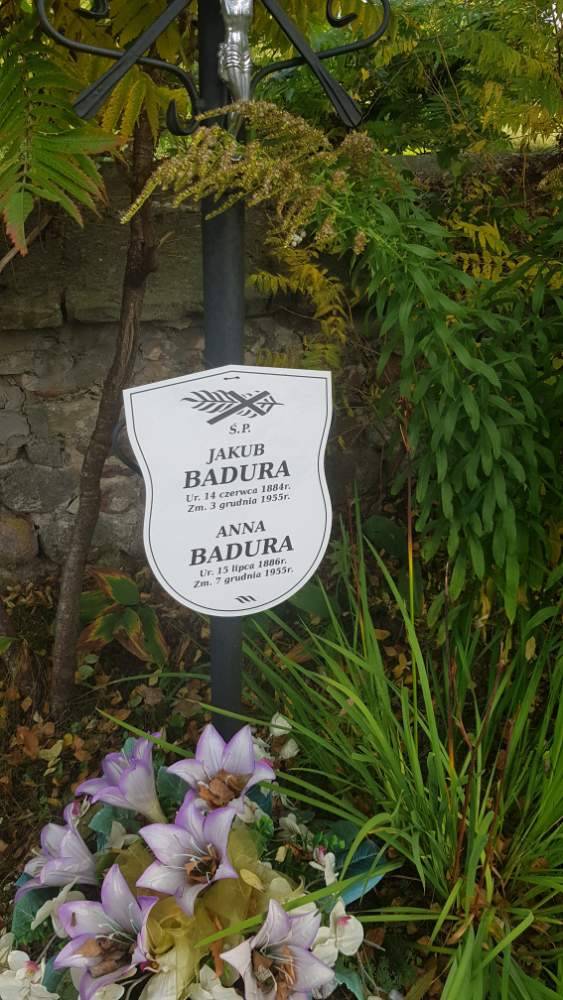 Ś.P.
JAKUB
BADURA
Ur. 14 czerwca 1884r.
Zm. 3 grudnia 1955r.
ANNA
BADURA
Ur. 15 lipca 1886r.
Zm. 7 grudnia 1955r.